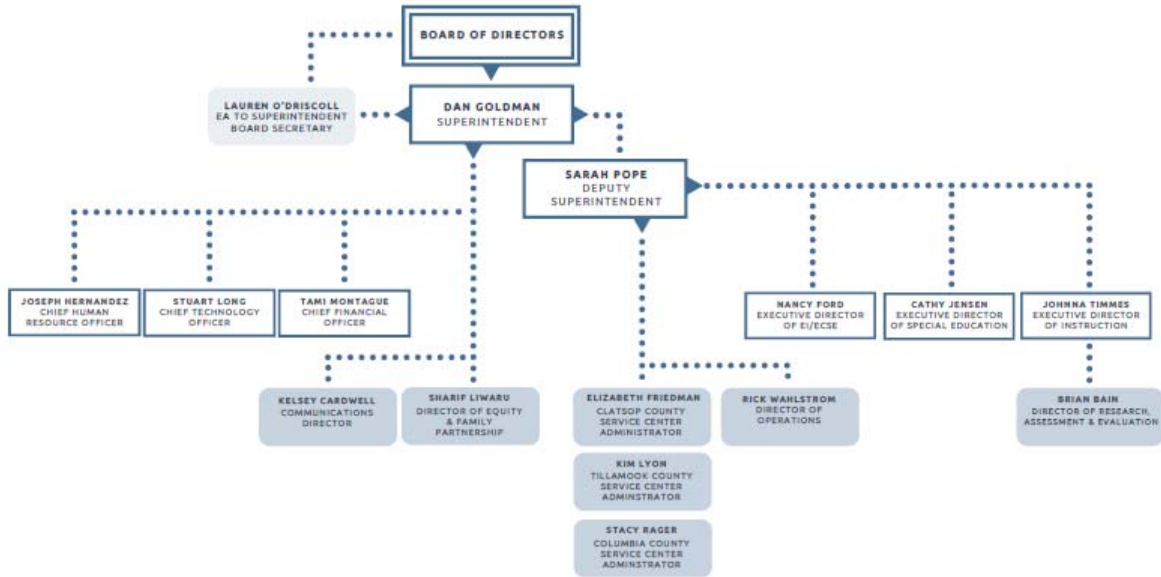 BOARD OF DIRECTORS
LAUREN O'DRISCOLL
EA TO SUPERINTENDENT
BOARD SECRETARY
DAN GOLDMAN
SUPERINTENDENT
SARAH POPE
DEPUTY
SUPERINTENDENT
JOSEPH HERNANDEZ
CHIEF HUMAN
RESOURCE OFFICER
STUART LONG
CHIEF TECHNOLOGY
OFFICER
TAMI MONTAGUE
CHIEF FINANCIAL
OFFICER
NANCY FORD
EXECUTIVE DIRECTOR
OF EI/ECSE
CATHY JENSEN
EXECUTIVE DIRECTOR
OF SPECIAL EDUCATION
JOHNNA TIMMES
EXECUTIVE DIRECTOR
OF INSTRUCTION
KELSEY CARDWELL
COMMUNICATIONS
DIRECTOR
SHARIF LIWARU
DIRECTOR OF EQUITY
& FAMILY
PARTNERSHIP
ELIZABETH FRIEDMAN
CLATSOP COUNTY
SERVICE CENTER
ADMINISTRATOR
RICK WAHLSTROM
DIRECTOR OF
OPERATIONS
BRIAN BAIN
DIRECTOR OF RESEARCH,
ASSESSMENT & EVALUATION
KIM LYON
TILLAMOOK COUNTY
SERVICE CENTER
ADMINSTRATOR
STACY RAGER
COLUMBIA COUNTY
SERVICE CENTER
ADMINSTRATOR